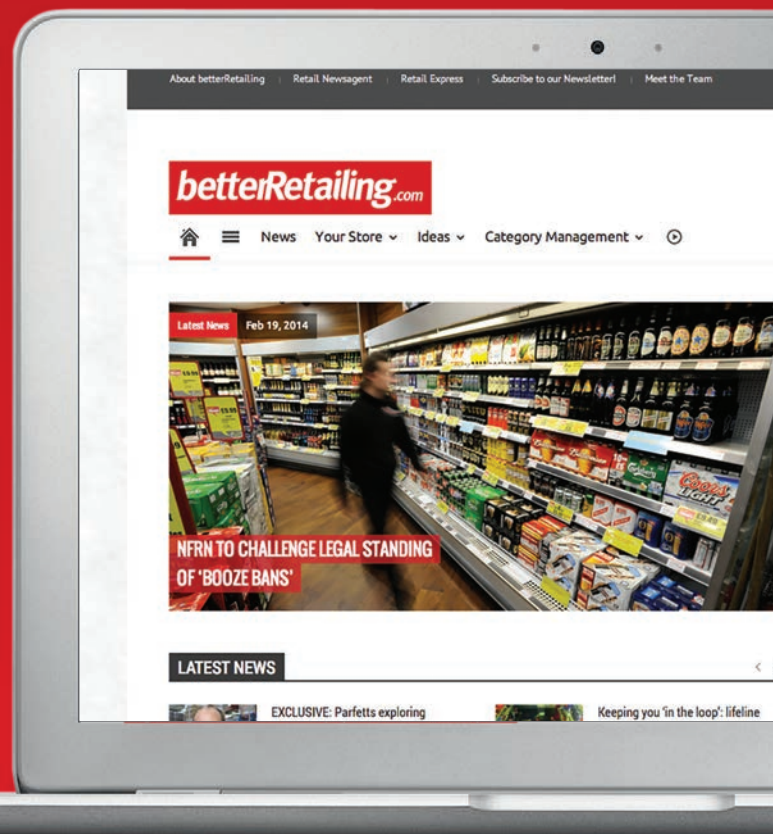 About betterRetailing | Retail Newsagent | Retail Express | Subscribe to our Newsletter! | Meet the Team
betterRetailing.com
News Your Store Ideas Category Management
Latest News Feb 19, 2014
Coors
LIGHT
NFRN TO CHALLENGE LEGAL STANDING
OF 'BOOZE BANS'
LATEST NEWS
EXCLUSIVE: Parfetts exploring Keeping you 'in the loop': lifeline